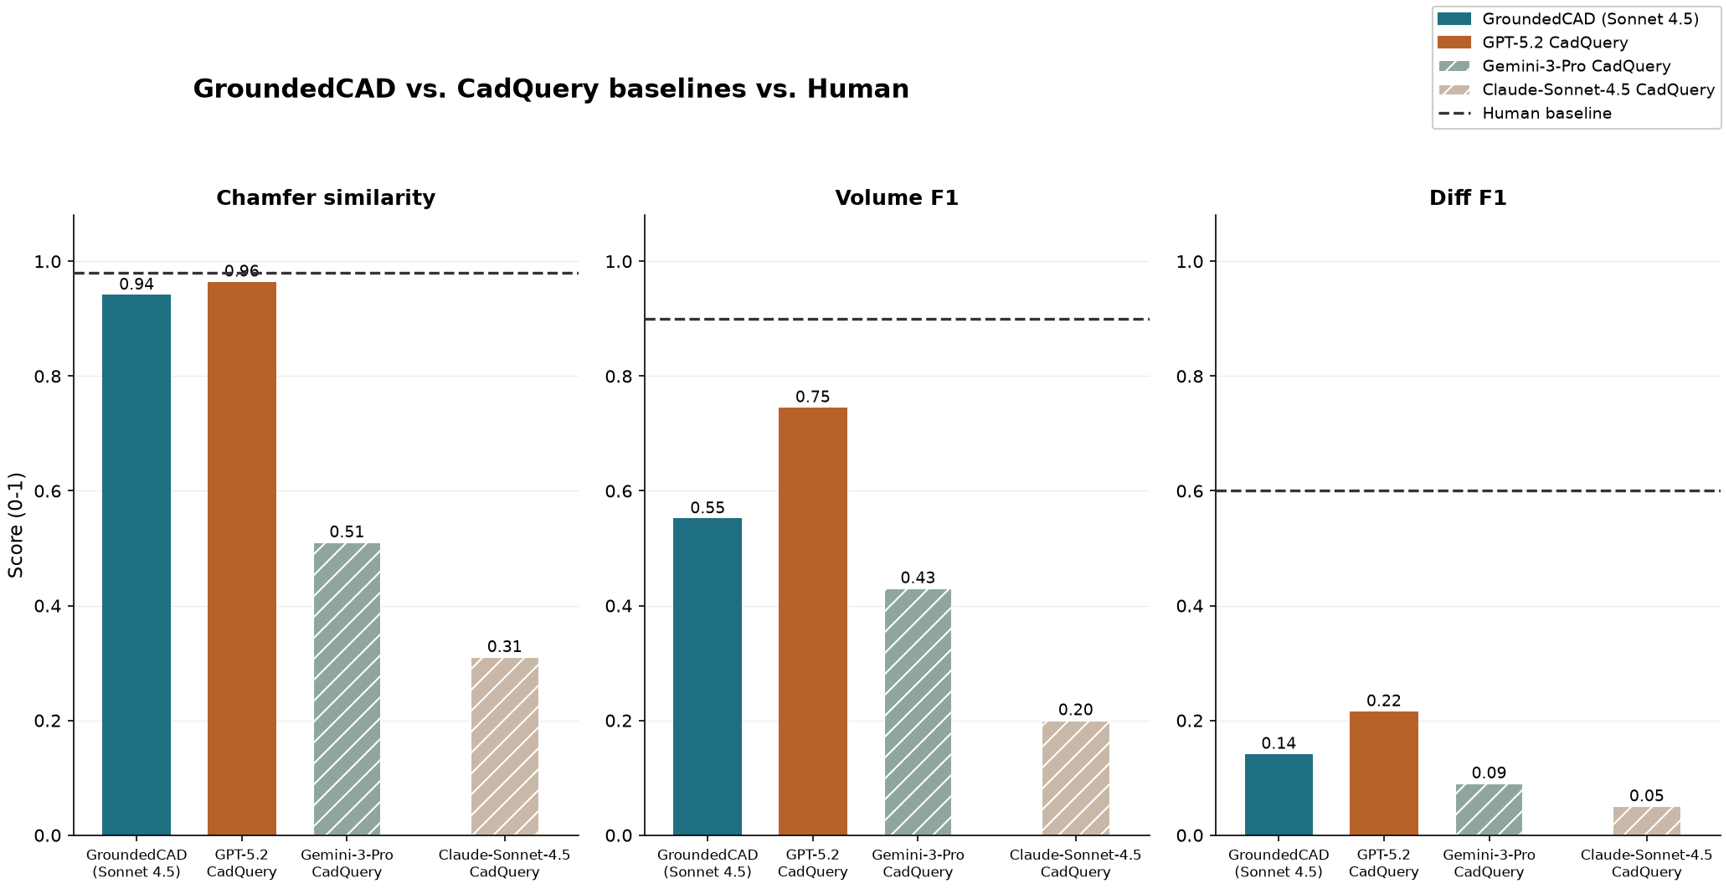 GroundedCAD (Sonnet 4.5)
GPT-5.2 CadQuery
Gemini-3-Pro CadQuery
Claude-Sonnet-4.5 CadQuery
Human baseline
GroundedCAD vs. CadQuery baselines vs. Human
Chamfer similarity
Score (0-1)
1.0
0.8
0.6
0.4
0.2
0.0
0.94
0.96
0.51
0.31
GroundedCAD
(Sonnet 4.5)
GPT-5.2
CadQuery
Gemini-3-Pro
CadQuery
Claude-Sonnet-4.5
CadQuery
Volume F1
1.0
0.8
0.6
0.4
0.2
0.0
0.55
0.75
0.43
0.20
GroundedCAD
(Sonnet 4.5)
GPT-5.2
CadQuery
Gemini-3-Pro
CadQuery
Claude-Sonnet-4.5
CadQuery
Diff F1
1.0
0.8
0.6
0.4
0.2
0.0
0.14
0.22
0.09
0.05
GroundedCAD
(Sonnet 4.5)
GPT-5.2
CadQuery
Gemini-3-Pro
CadQuery
Claude-Sonnet-4.5
CadQuery